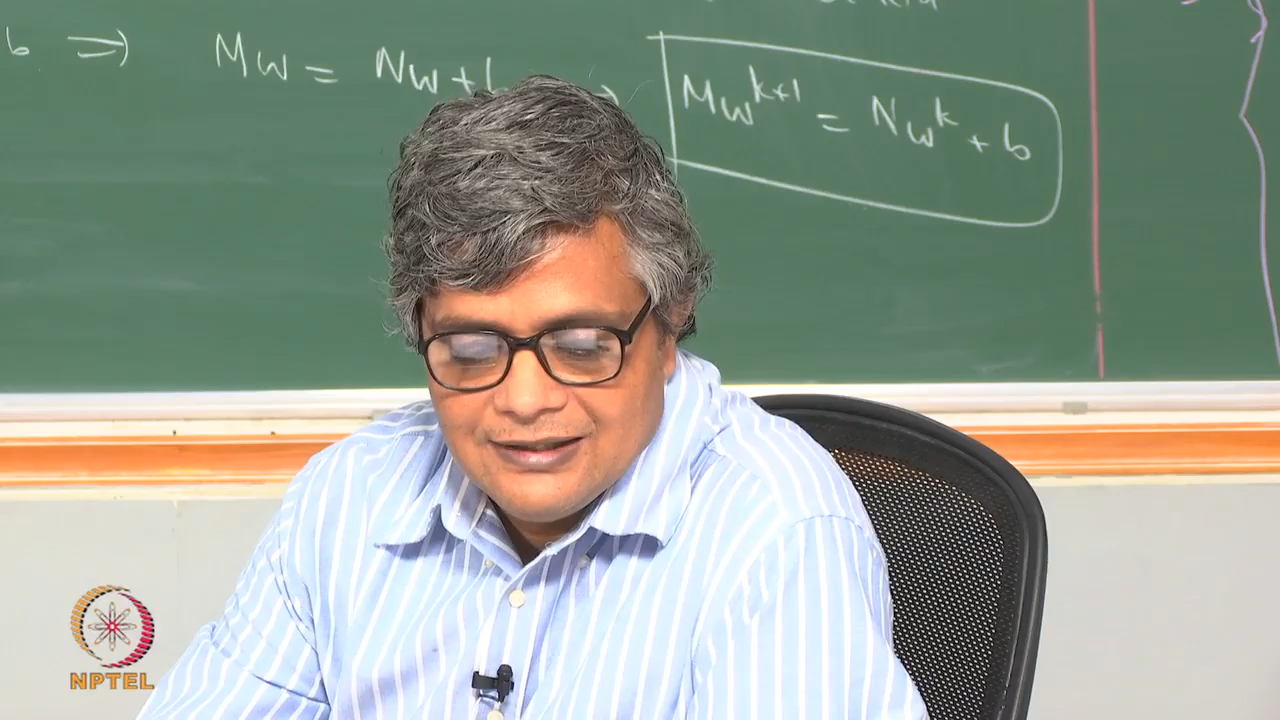 b ⇒ Mw = Nw + b
Mw^{k+1} = Nw^k + b
NPTEL